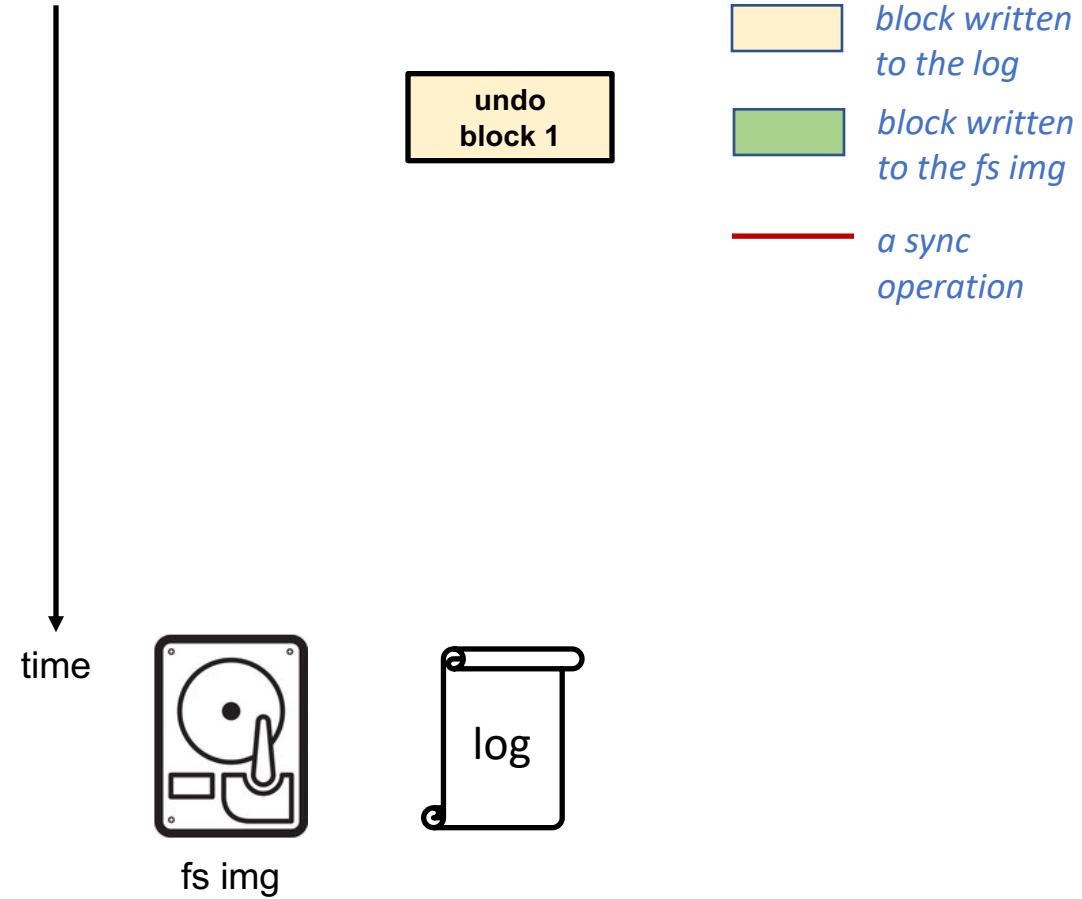 undo
block 1
block written
to the log
block written
to the fs img
a sync
operation
time
log
fs img